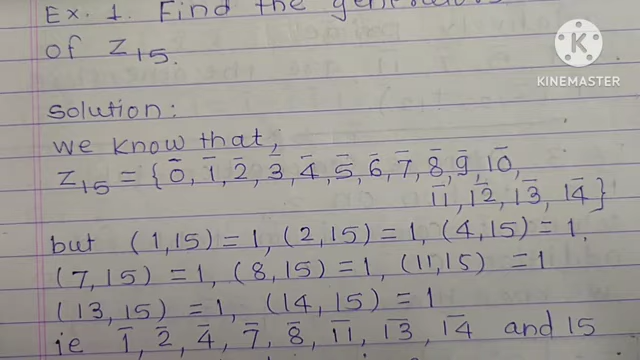 Ex. 1. Find the generators
of Z₁₅.
K
KINEMASTER
Solution:
we know that,
Z₁₅ = { 0̄, 1̄, 2̄, 3̄, 4̄, 5̄, 6̄, 7̄, 8̄, 9̄, 1̄0̄,
1̄1̄, 1̄2̄, 1̄3̄, 1̄4̄ }
but (1,15) = 1, (2,15) = 1, (4,15) = 1,
(7,15) = 1, (8,15) = 1, (11,15) = 1
(13,15) = 1, (14,15) = 1
ie 1̄, 2̄, 4̄, 7̄, 8̄, 1̄1̄, 1̄3̄, 1̄4̄ and 15